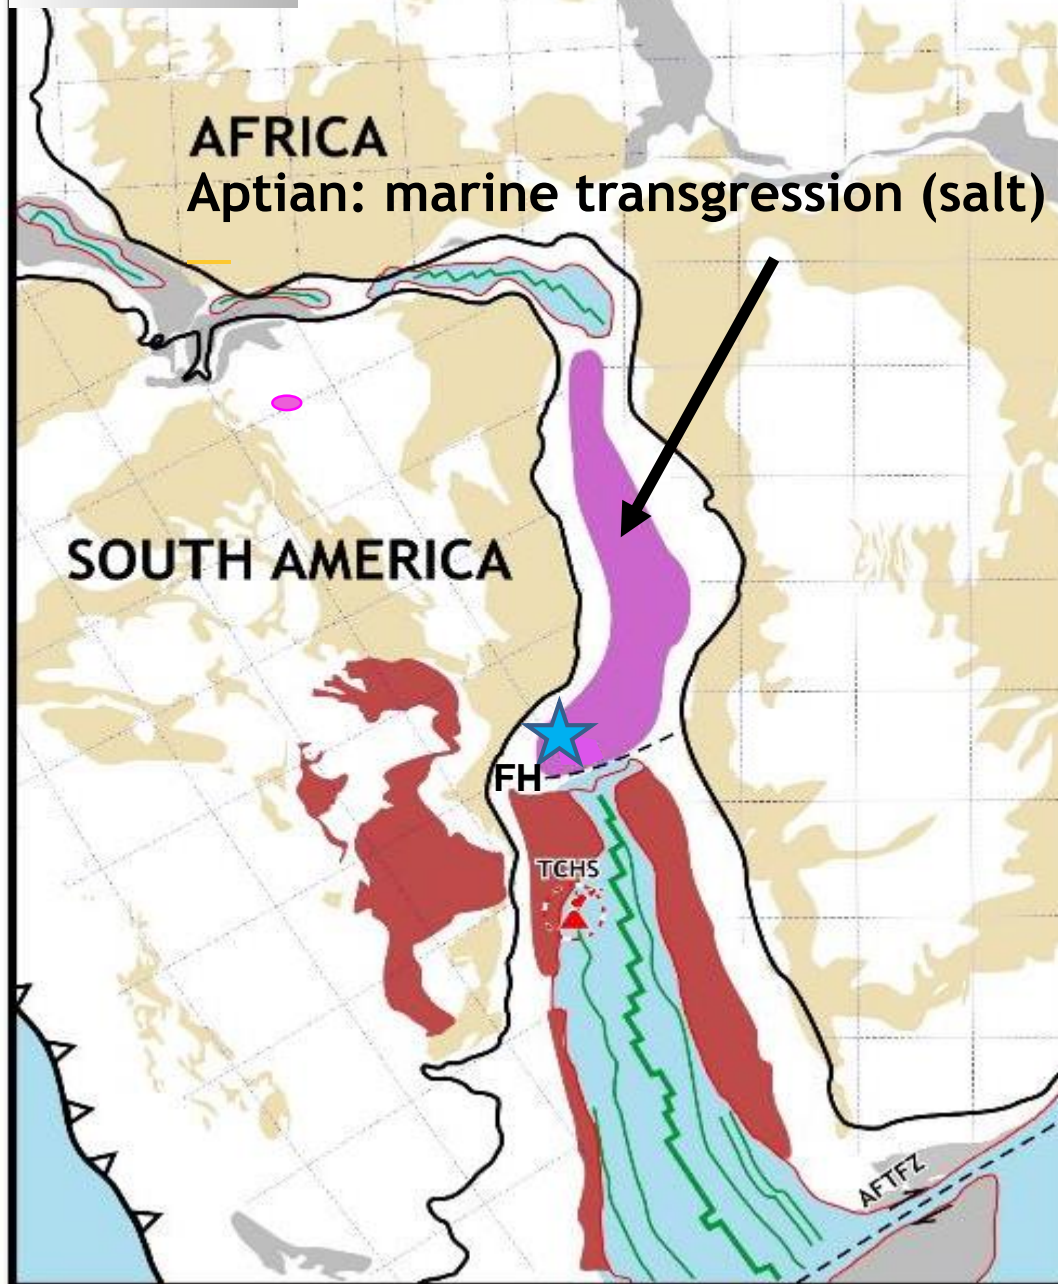 AFRICA
Aptian: marine transgression (salt)
SOUTH AMERICA
FH
TCHS
AFTFZ